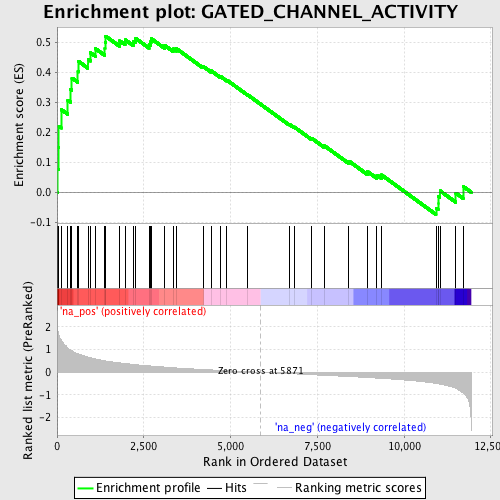 Enrichment plot: GATED_CHANNEL_ACTIVITY
Enrichment score (ES)
0.5
0.4
0.3
0.2
0.1
0.0
-0.1
'na_pos' (positively correlated)
Ranked list metric (PreRanked)
2
1
0
-1
-2
Zero cross at 5871
'na_neg' (negatively correlated)
0
2,500
5,000
7,500
10,000
12,500
Rank in Ordered Dataset
Enrichment profile
Hits
Ranking metric scores